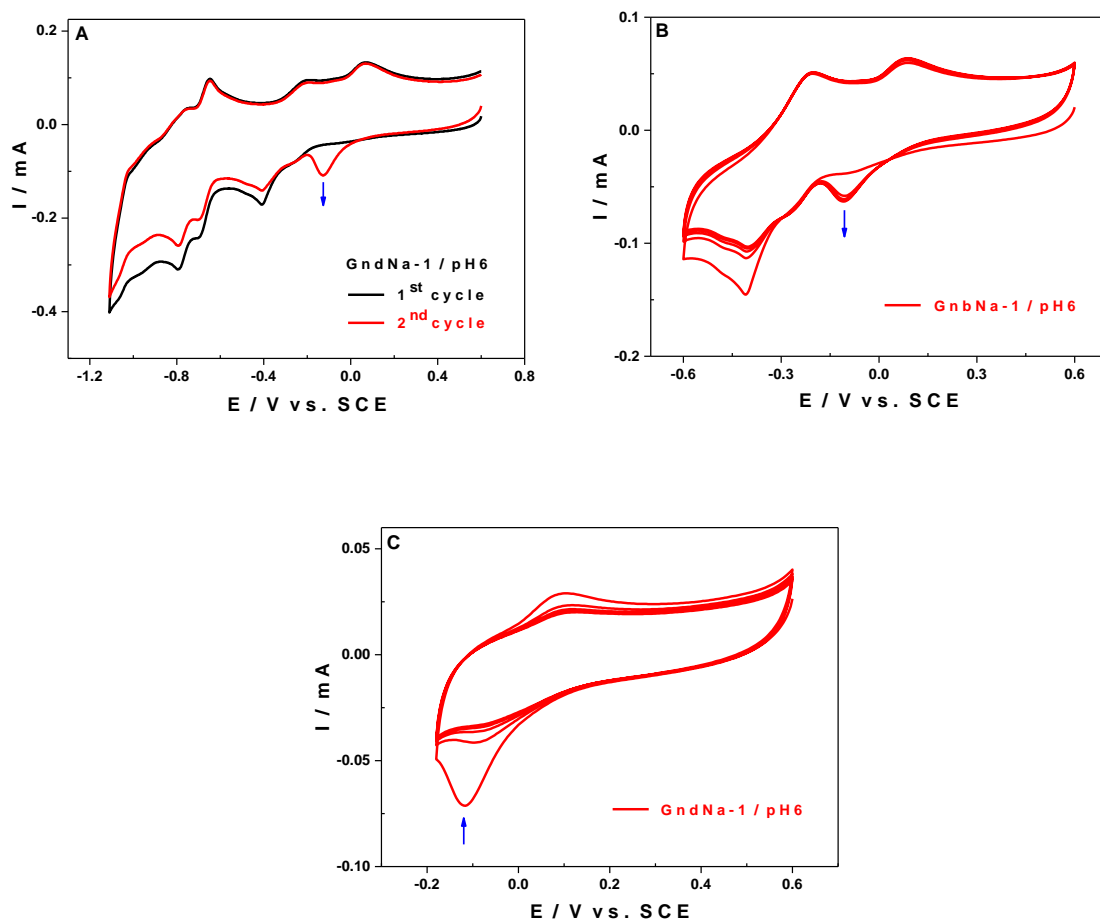 A
0.2
0.0
-0.2
-0.4
I / mA
GndNa-1 / pH6
1st cycle
2nd cycle
-1.2 -0.8 -0.4 0.0 0.4 0.8
E / V vs. SCE
B
0.1
0.0
-0.1
-0.2
I / mA
GnbNa-1 / pH6
-0.6 -0.3 0.0 0.3 0.6
E / V vs. SCE
C
0.05
0.00
-0.05
-0.10
I / mA
GndNa-1 / pH6
-0.2 0.0 0.2 0.4 0.6
E / V vs. SCE